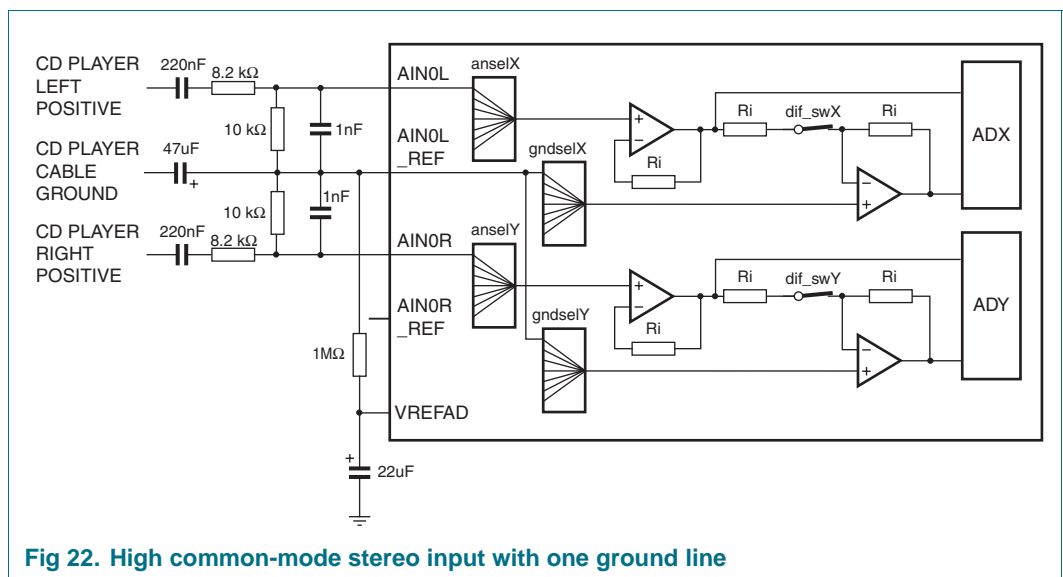 CD PLAYER
LEFT
POSITIVE
220nF
8.2 kΩ
10 kΩ
1nF
AIN0L
AIN0L
_REF
anselX
gndselX
Ri
Ri
dif_swX
Ri
ADX
CD PLAYER
CABLE
GROUND
47uF
+
10 kΩ
1nF
CD PLAYER
RIGHT
POSITIVE
220nF
8.2 kΩ
AIN0R
AIN0R
_REF
anselY
gndselY
Ri
Ri
dif_swY
Ri
ADY
+
−
−
+
+
−
−
+
1MΩ
VREFAD
+
22uF
Fig 22. High common-mode stereo input with one ground line